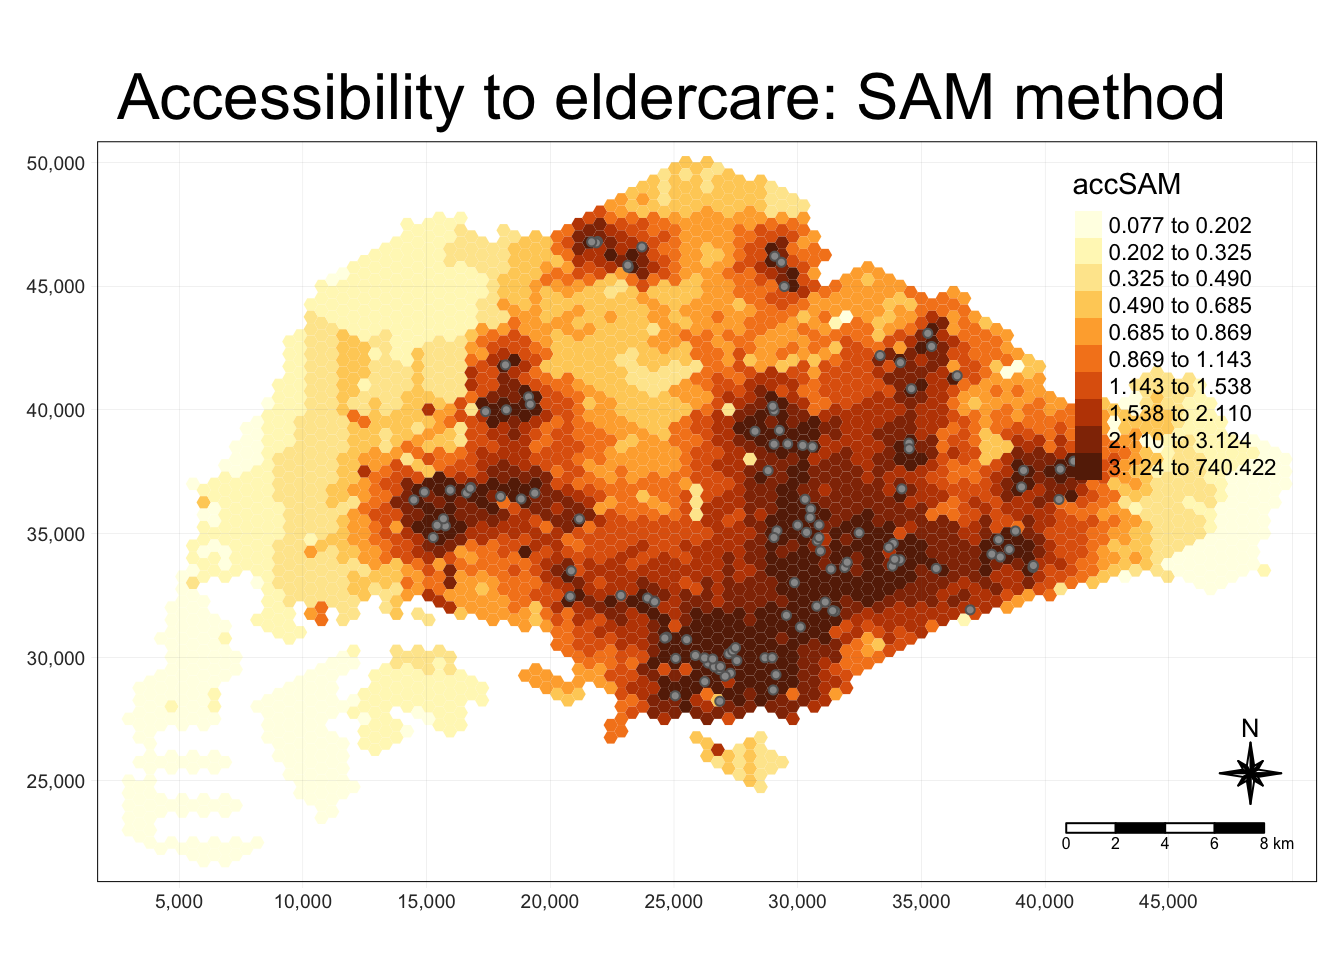 Accessibility to eldercare: SAM method
50,000
45,000
40,000
35,000
30,000
25,000
accSAM
0.077 to 0.202
0.202 to 0.325
0.325 to 0.490
0.490 to 0.685
0.685 to 0.869
0.869 to 1.143
1.143 to 1.538
1.538 to 2.110
2.110 to 3.124
3.124 to 740.422
N
0 2 4 6 8 km
5,000 10,000 15,000 20,000 25,000 30,000 35,000 40,000 45,000